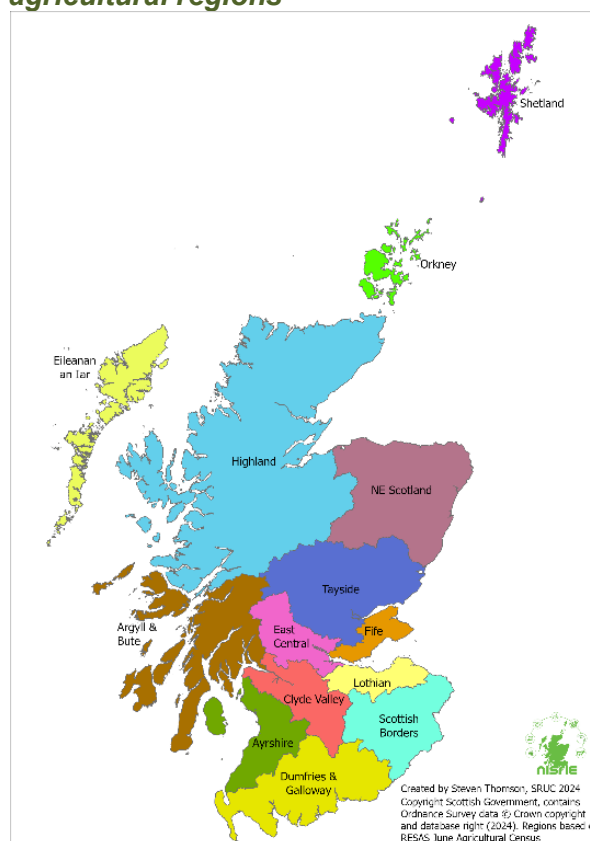 agricultural regions
Shetland
Orkney
Eileanan
an Iar
Highland
NE Scotland
Tayside
Argyll &
Bute
East
Central
Fife
Lothian
Clyde Valley
Scottish
Borders
Ayrshire
Dumfries &
Galloway
Created by Steven Thomson, SRUC 2024
Copyright Scottish Government, contains
Ordnance Survey data © Crown copyright
and database right (2024). Regions based
RESAS June Agricultural Census